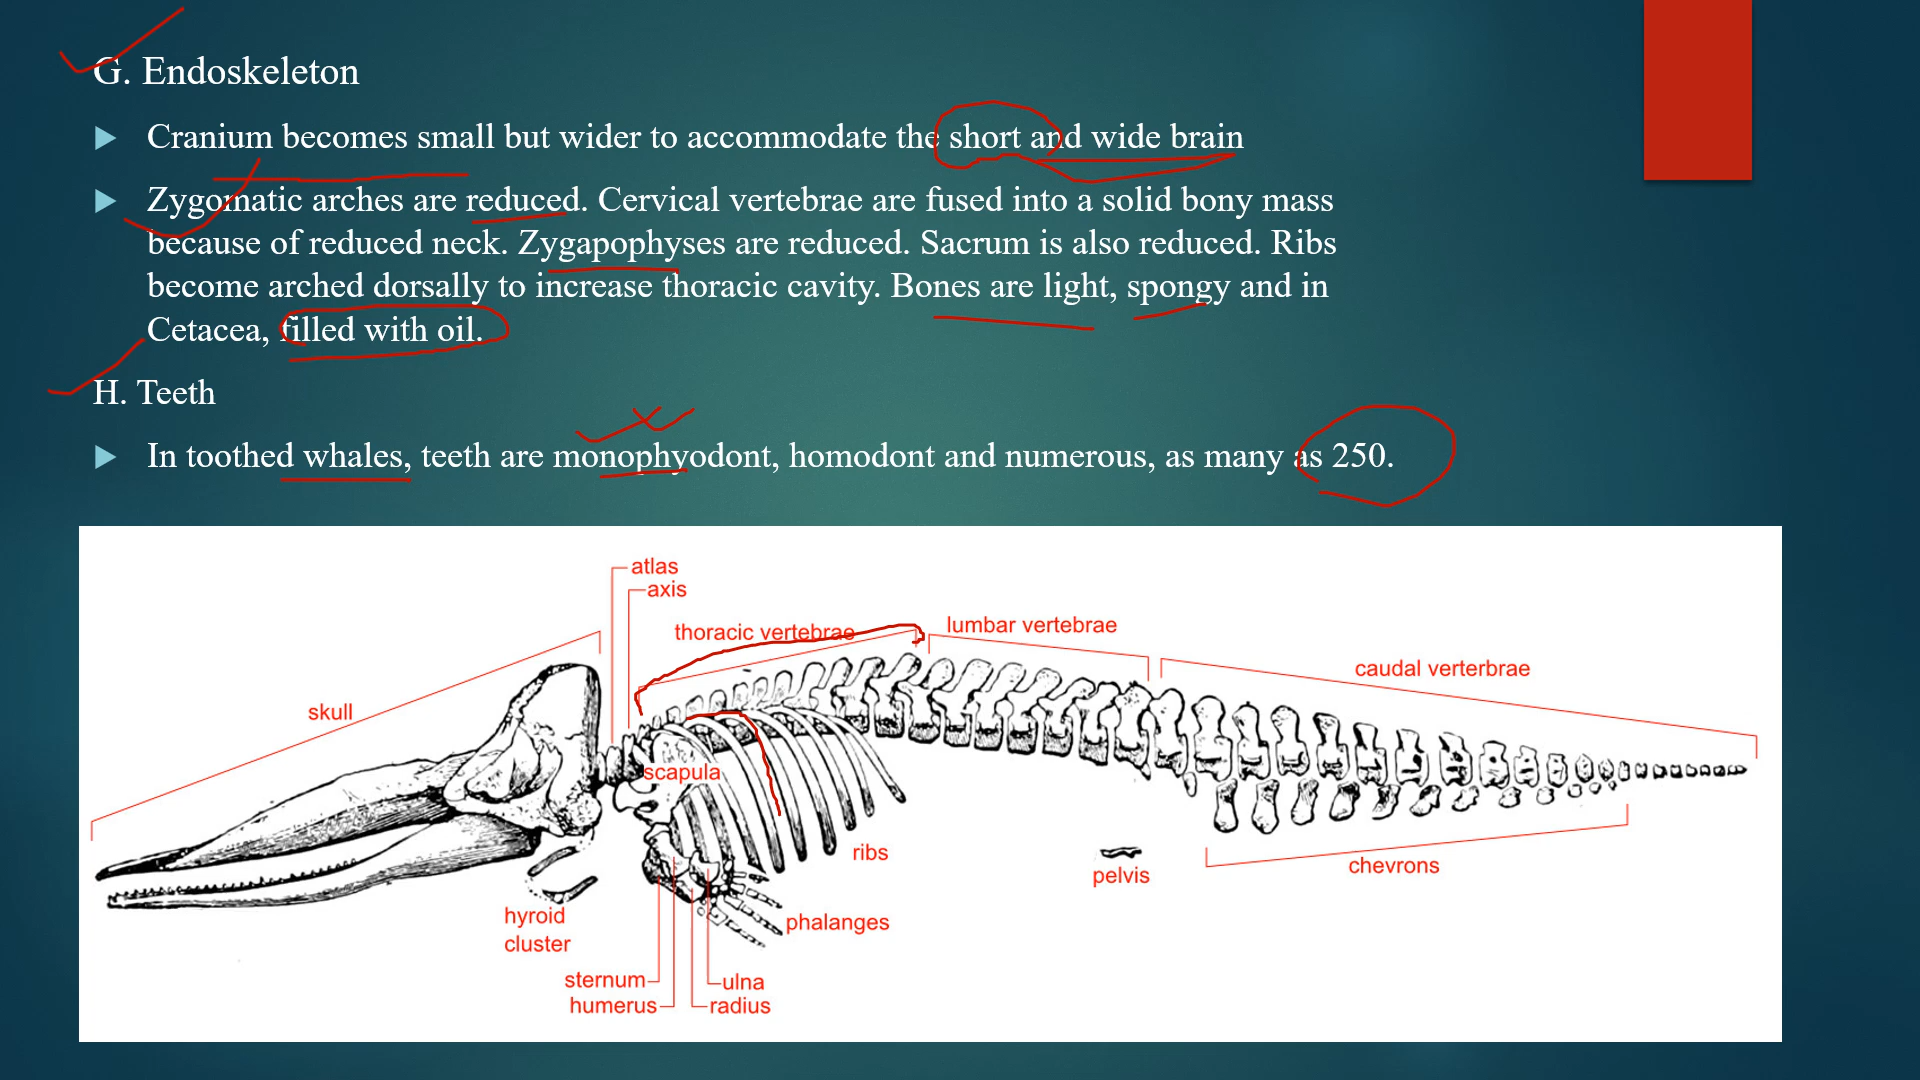 G. Endoskeleton
Cranium becomes small but wider to accommodate the short and wide brain
Zygomatic arches are reduced. Cervical vertebrae are fused into a solid bony mass
because of reduced neck. Zygapophyses are reduced. Sacrum is also reduced. Ribs
become arched dorsally to increase thoracic cavity. Bones are light, spongy and in
Cetacea, filled with oil.
H. Teeth
In toothed whales, teeth are monophyodont, homodont and numerous, as many as 250.
atlas
axis
thoracic vertebrae
lumbar vertebrae
caudal verterbrae
skull
scapula
ribs
pelvis
chevrons
hyroid
cluster
phalanges
sternum
ulna
humerus
radius